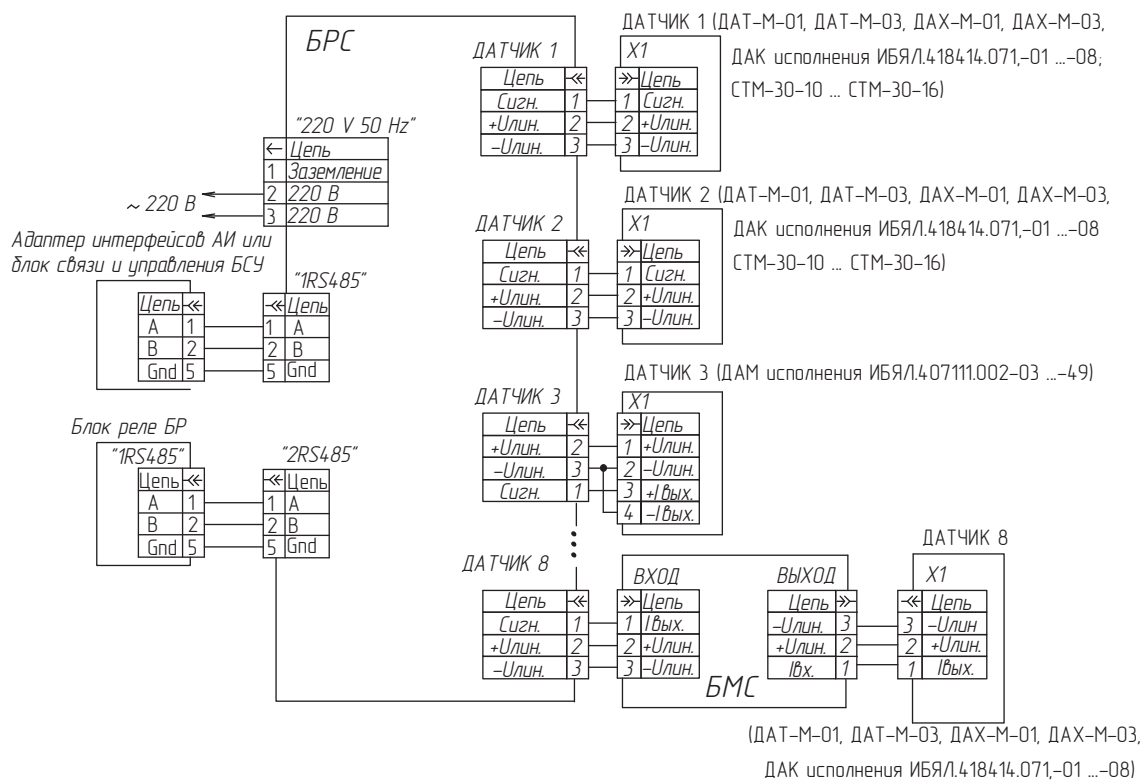 БРС
"220 V 50 Hz"
← Цепь
1 Заземление
2 220 В
3 220 В
~ 220 В
Адаптер интерфейсов АИ или
блок связи и управления БСУ
Цепь
А 1
В 2
Gnd 5
"1RS485"
Цепь
1 А
2 В
5 Gnd
Блок реле БР
"1RS485"
Цепь
А 1
В 2
Gnd 5
"2RS485"
Цепь
1 А
2 В
5 Gnd
ДАТЧИК 1
Цепь
Сигн. 1
+Uлин. 2
–Uлин. 3
ДАТЧИК 1 (ДАТ–М–01, ДАТ–М–03, ДАХ–М–01, ДАХ–М–03,
ДАК исполнения ИБЯЛ.418414.071,–01 ...–08;
СТМ–30–10 ... СТМ–30–16)
X1
Цепь
1 Сигн.
2 +Uлин.
3 –Uлин.
ДАТЧИК 2
Цепь
Сигн. 1
+Uлин. 2
–Uлин. 3
ДАТЧИК 2 (ДАТ–М–01, ДАТ–М–03, ДАХ–М–01, ДАХ–М–03,
ДАК исполнения ИБЯЛ.418414.071,–01 ...–08
СТМ–30–10 ... СТМ–30–16)
X1
Цепь
1 Сигн.
2 +Uлин.
3 –Uлин.
ДАТЧИК 3
Цепь
+Uлин. 2
–Uлин. 3
Сигн. 1
ДАТЧИК 3 (ДАМ исполнения ИБЯЛ.407111.002–03 ...–49)
X1
Цепь
1 +Uлин.
2 –Uлин.
3 +Iвых.
4 –Iвых.
ДАТЧИК 8
Цепь
Сигн. 1
+Uлин. 2
–Uлин. 3
ВХОД
Цепь
1 Iвых.
2 +Uлин.
3 –Uлин.
БМС
ВЫХОД
Цепь
–Uлин. 3
+Uлин. 2
Iвх. 1
ДАТЧИК 8
X1
Цепь
3 –Uлин
2 +Uлин.
1 Iвых.
(ДАТ–М–01, ДАТ–М–03, ДАХ–М–01, ДАХ–М–03,
ДАК исполнения ИБЯЛ.418414.071,–01 ...–08)